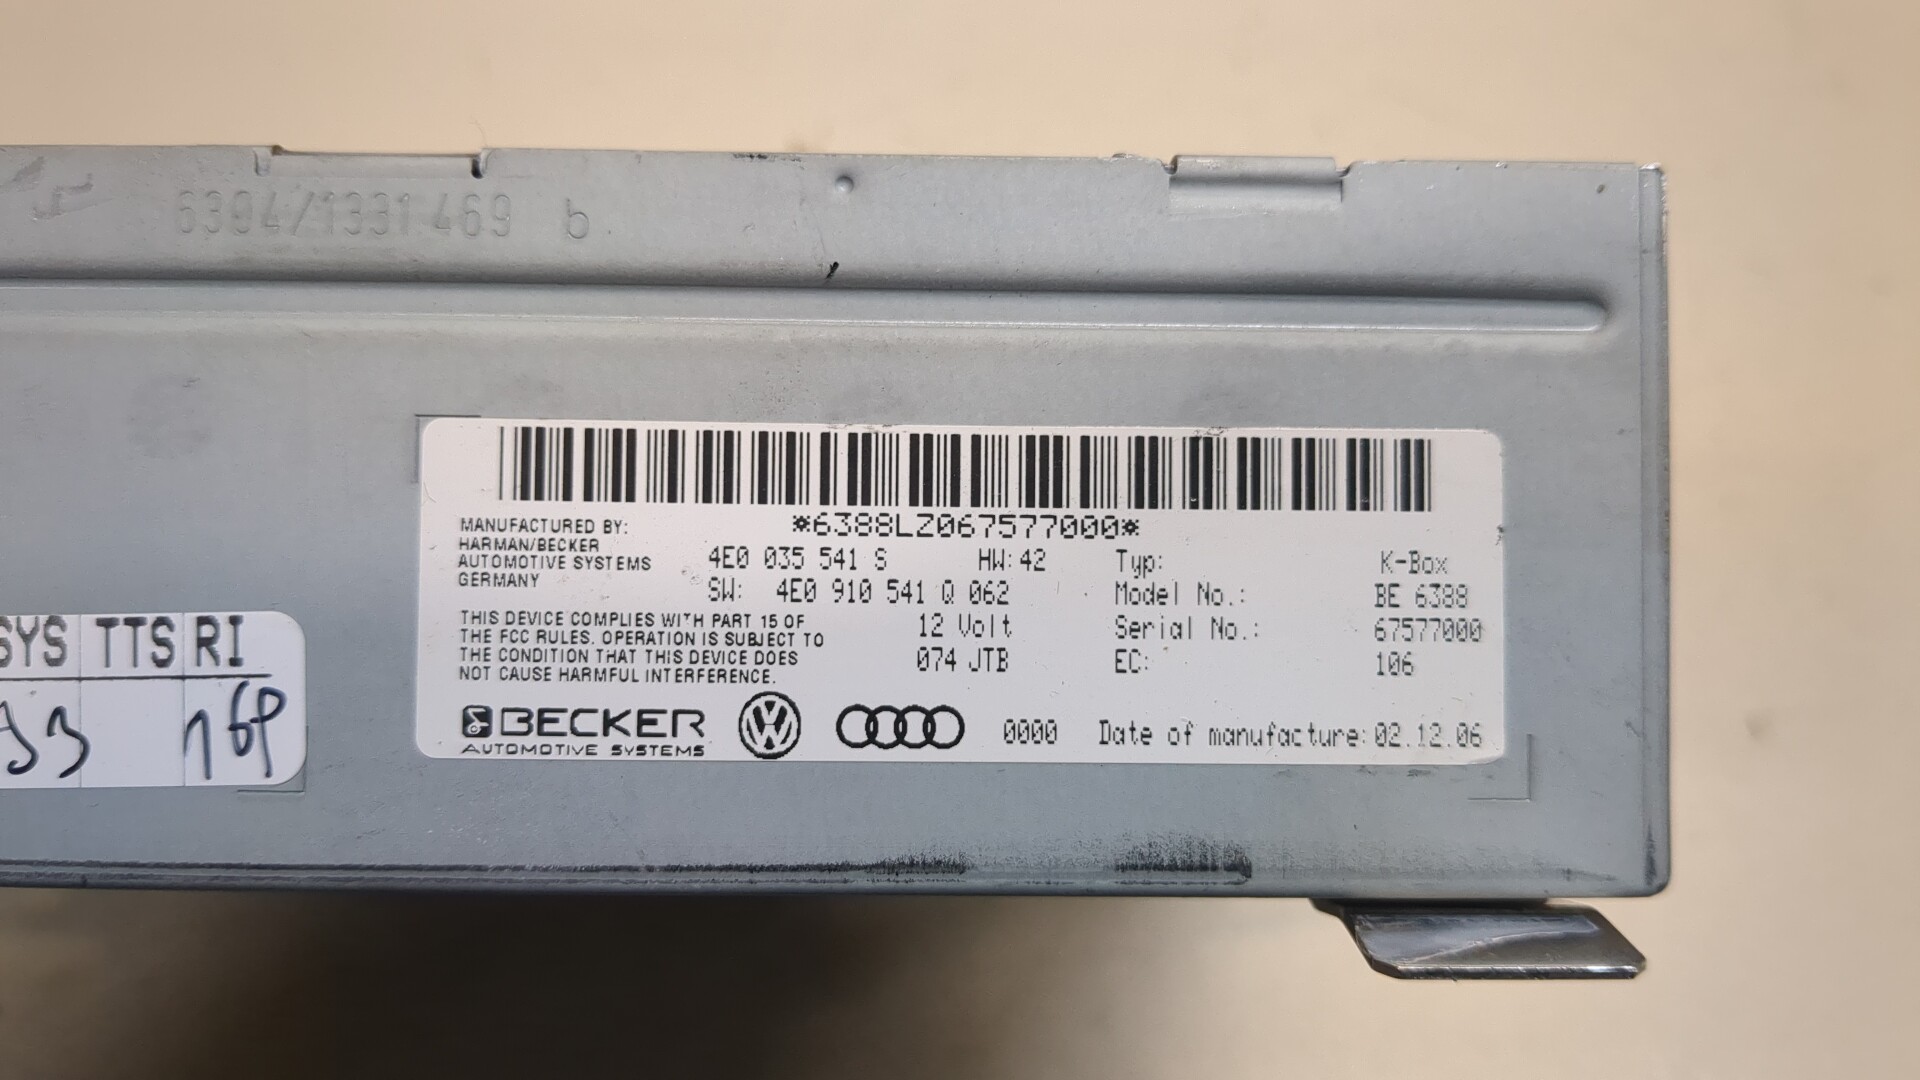 6304/1331 469 b
*6388LZ067577000*
MANUFACTURED BY:
HARMAN/BECKER
AUTOMOTIVE SYSTEMS
GERMANY
4E0 035 541 S HW: 42
SW: 4E0 910 541 Q 062
12 Volt
074 JTB
Typ: K-Box
Model No.: BE 6388
Serial No.: 67577000
EC: 106
THIS DEVICE COMPLIES WITH PART 15 OF
THE FCC RULES. OPERATION IS SUBJECT TO
THE CONDITION THAT THIS DEVICE DOES
NOT CAUSE HARMFUL INTERFERENCE.
BECKER
AUTOMOTIVE SYSTEMS
0000 Date of manufacture: 02.12.06
SYS TTS RI